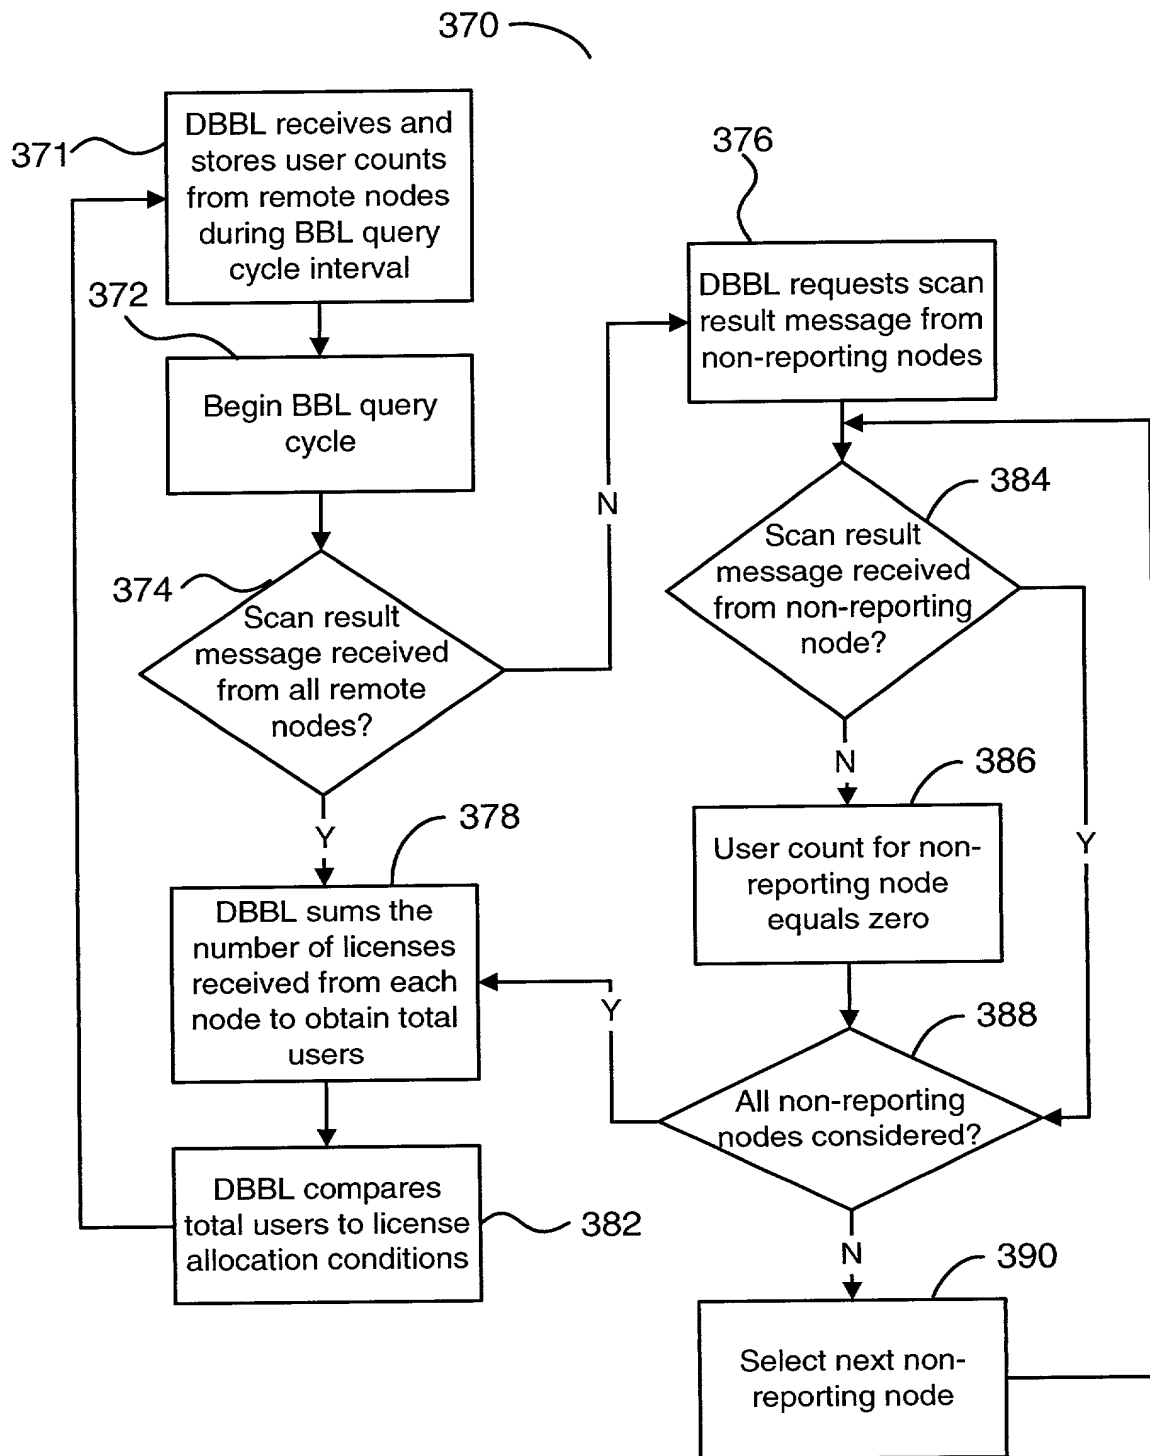 370
371
DBBL receives and
stores user counts
from remote nodes
during BBL query
cycle interval
372
Begin BBL query
cycle
374
Scan result
message received
from all remote
nodes?
N
Y
378
DBBL sums the
number of licenses
received from each
node to obtain total
users
DBBL compares
total users to license
allocation conditions
382
376
DBBL requests scan
result message from
non-reporting nodes
384
Scan result
message received
from non-reporting
node?
N
Y
386
User count for non-
reporting node
equals zero
388
All non-reporting
nodes considered?
Y
N
390
Select next non-
reporting node